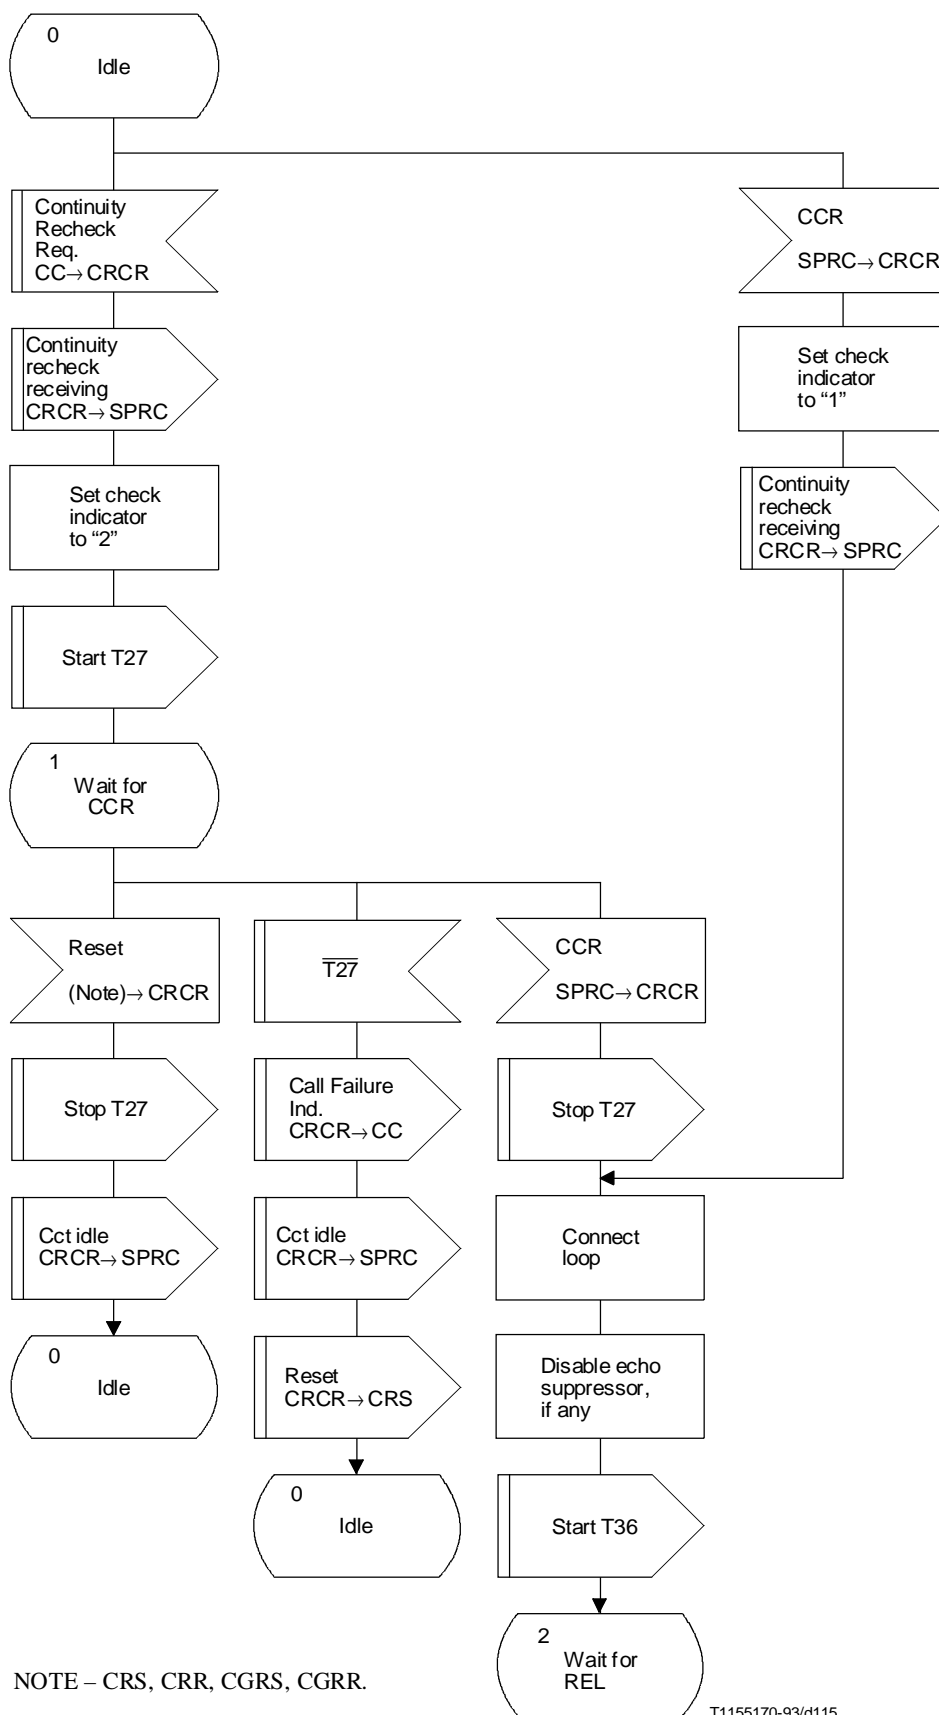 0
Idle
Continuity
Recheck
Req.
CC→CRCR
CCR
SPRC→CRCR
Continuity
recheck
receiving
CRCR→SPRC
Set check
indicator
to “1”
Set check
indicator
to “2”
Continuity
recheck
receiving
CRCR→SPRC
Start T27
1
Wait for
CCR
Reset
(Note)→CRCR
T27
CCR
SPRC→CRCR
Stop T27
Call Failure
Ind.
CRCR→CC
Stop T27
Cct idle
CRCR→SPRC
Cct idle
CRCR→SPRC
Connect
loop
0
Idle
Reset
CRCR→CRS
Disable echo
suppressor,
if any
0
Idle
Start T36
2
Wait for
REL
NOTE – CRS, CRR, CGRS, CGRR.
T1155170-93/d115